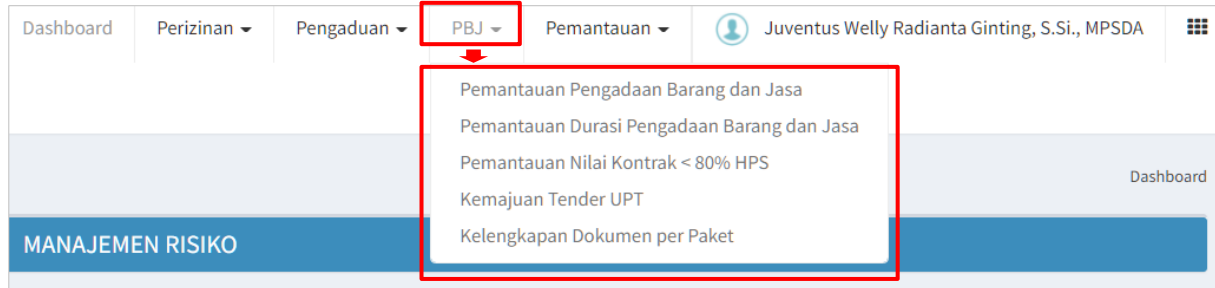 Dashboard Perizinan Pengaduan PBJ Pemantauan Juventus Welly Radianta Ginting, S.Si., MPSDA
Pemantauan Pengadaan Barang dan Jasa
Pemantauan Durasi Pengadaan Barang dan Jasa
Pemantauan Nilai Kontrak < 80% HPS
Dashboard
Kemajuan Tender UPT
Kelengkapan Dokumen per Paket
MANAJEMEN RISIKO